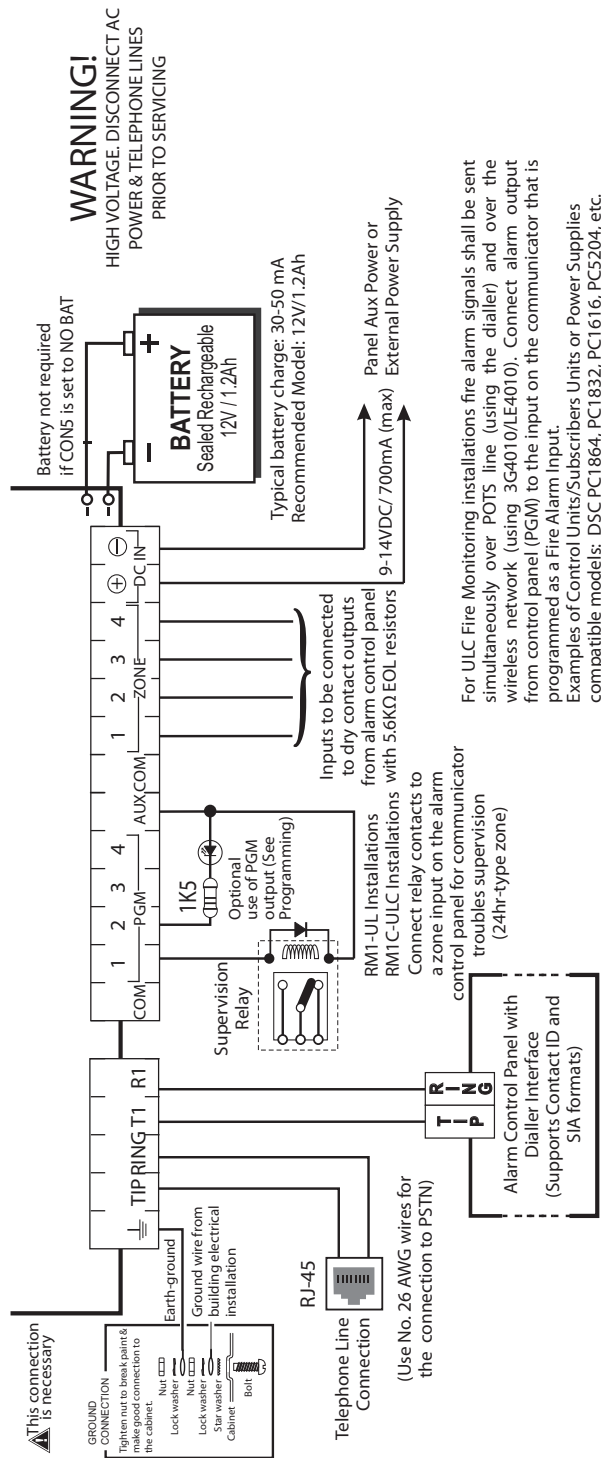 This connection
is necessary
GROUND
CONNECTION
Tighten nut to break paint &
make good connection to
the cabinet.
Nut
Lock washer
Nut
Lock washer
Star washer
Cabinet
Bolt
Earth-ground
Ground wire from
building electrical
installation
TIP RING T1 R1
RJ-45
Telephone Line
Connection
(Use No. 26 AWG wires for
the connection to PSTN)
TIP
RING
Alarm Control Panel with
Dialler Interface
(Supports Contact ID and
SIA formats)
COM
1 2 3 4
PGM
AUX.COM
1 2 3 4
ZONE
+ -
DC IN
Supervision
Relay
1K5
Optional
use of PGM
output (See
Programming)
RM1-UL Installations
RM1C-ULC Installations
Connect relay contacts to
a zone input on the alarm
control panel for communicator
troubles supervision
(24hr-type zone)
Inputs to be connected
to dry contact outputs
from alarm control panel
with 5.6KΩ EOL resistors
Battery not required
if CON5 is set to NO BAT
- +
BATTERY
Sealed Rechargeable
12V / 1.2Ah
Typical battery charge: 30-50 mA
Recommended Model: 12V/1.2Ah
9-14VDC/ 700mA (max)
Panel Aux Power or
External Power Supply
WARNING!
HIGH VOLTAGE. DISCONNECT AC
POWER & TELEPHONE LINES
PRIOR TO SERVICING
For ULC Fire Monitoring installations fire alarm signals shall be sent
simultaneously over POTS line (using the dialler) and over the
wireless network (using 3G4010/LE4010). Connect alarm output
from control panel (PGM) to the input on the communicator that is
programmed as a Fire Alarm Input.
Examples of Control Units/Subscribers Units or Power Supplies
compatible models: DSC PC1864, PC1832, PC1616, PC5204, etc.